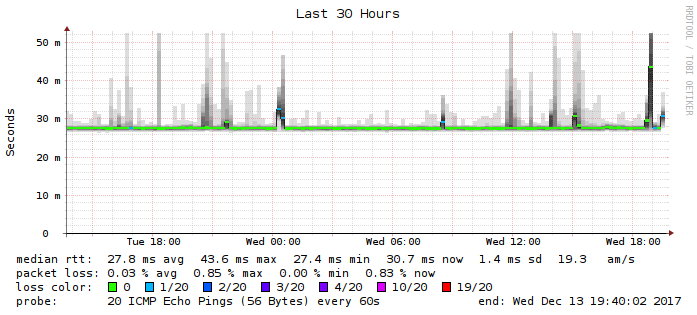 Last 30 Hours
RRDTOOL / TOBI OETIKER
Seconds
50 m
40 m
30 m
20 m
10 m
0
Tue 18:00 Wed 00:00 Wed 06:00 Wed 12:00 Wed 18:00
median rtt: 27.8 ms avg 43.6 ms max 27.4 ms min 30.7 ms now 1.4 ms sd 19.3 am/s
packet loss: 0.03 % avg 0.85 % max 0.00 % min 0.83 % now
loss color: 0 1/20 2/20 3/20 4/20 10/20 19/20
probe: 20 ICMP Echo Pings (56 Bytes) every 60s end: Wed Dec 13 19:40:02 2017